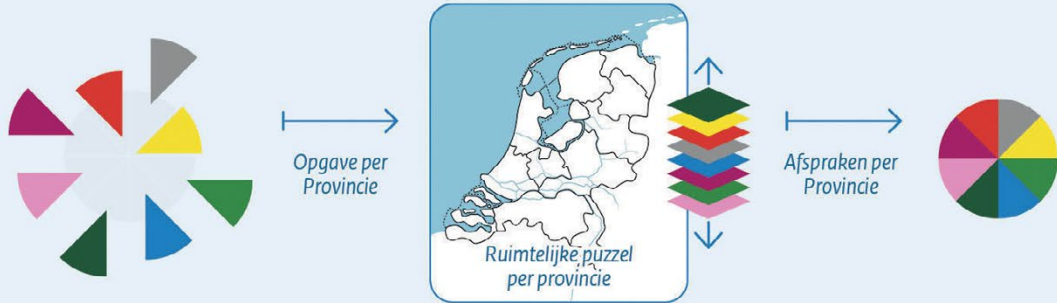 Opgave per
Provincie
Ruimtelijke puzzel
per provincie
Afspraken per
Provincie